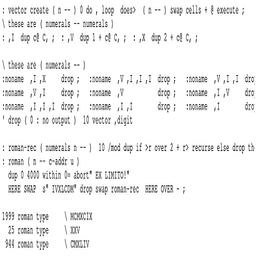 : vector create ( n -- ) 0 do , loop does> ( n -- ) swap cells + @ execute ;
\ these are ( numerals -- numerals )
: ,I dup c@ C, ; : ,V dup 1 + c@ C, ; : ,X dup 2 + c@ C, ;

\ these are ( numerals -- )
:noname ,I ,X drop ; :noname ,V ,I ,I ,I drop ; :noname ,V ,I ,I dro
:noname ,V ,I drop ; :noname ,V drop ; :noname ,I ,V dro
:noname ,I ,I ,I drop ; :noname ,I ,I drop ; :noname ,I dro
' drop ( 0 : no output ) 10 vector ,digit

: roman-rec ( numerals n -- ) 10 /mod dup if >r over 2 + r> recurse else drop th
: roman ( n -- c-addr u )
dup 0 4000 within 0= abort" EX LIMITO!"
HERE SWAP s" IVXLCDM" drop swap roman-rec HERE OVER - ;

1999 roman type \ MCMXCIX
25 roman type \ XXV
944 roman type \ CMXLIV